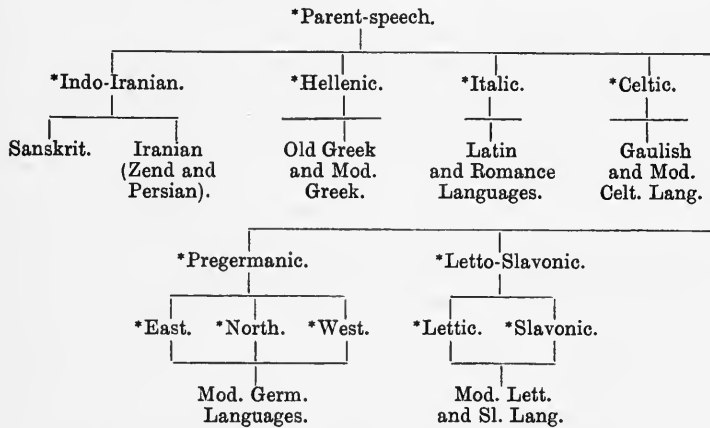 *Parent-speech.
*Indo-Iranian. *Hellenic. *Italic. *Celtic.
Sanskrit. Iranian Old Greek Latin Gaulish
(Zend and and Mod. and Romance and Mod.
Persian). Greek. Languages. Celt. Lang.
*Pregermanic. *Letto-Slavonic.
*East. *North. *West. *Lettic. *Slavonic.
Mod. Germ. Mod. Lett.
Languages. and Sl. Lang.